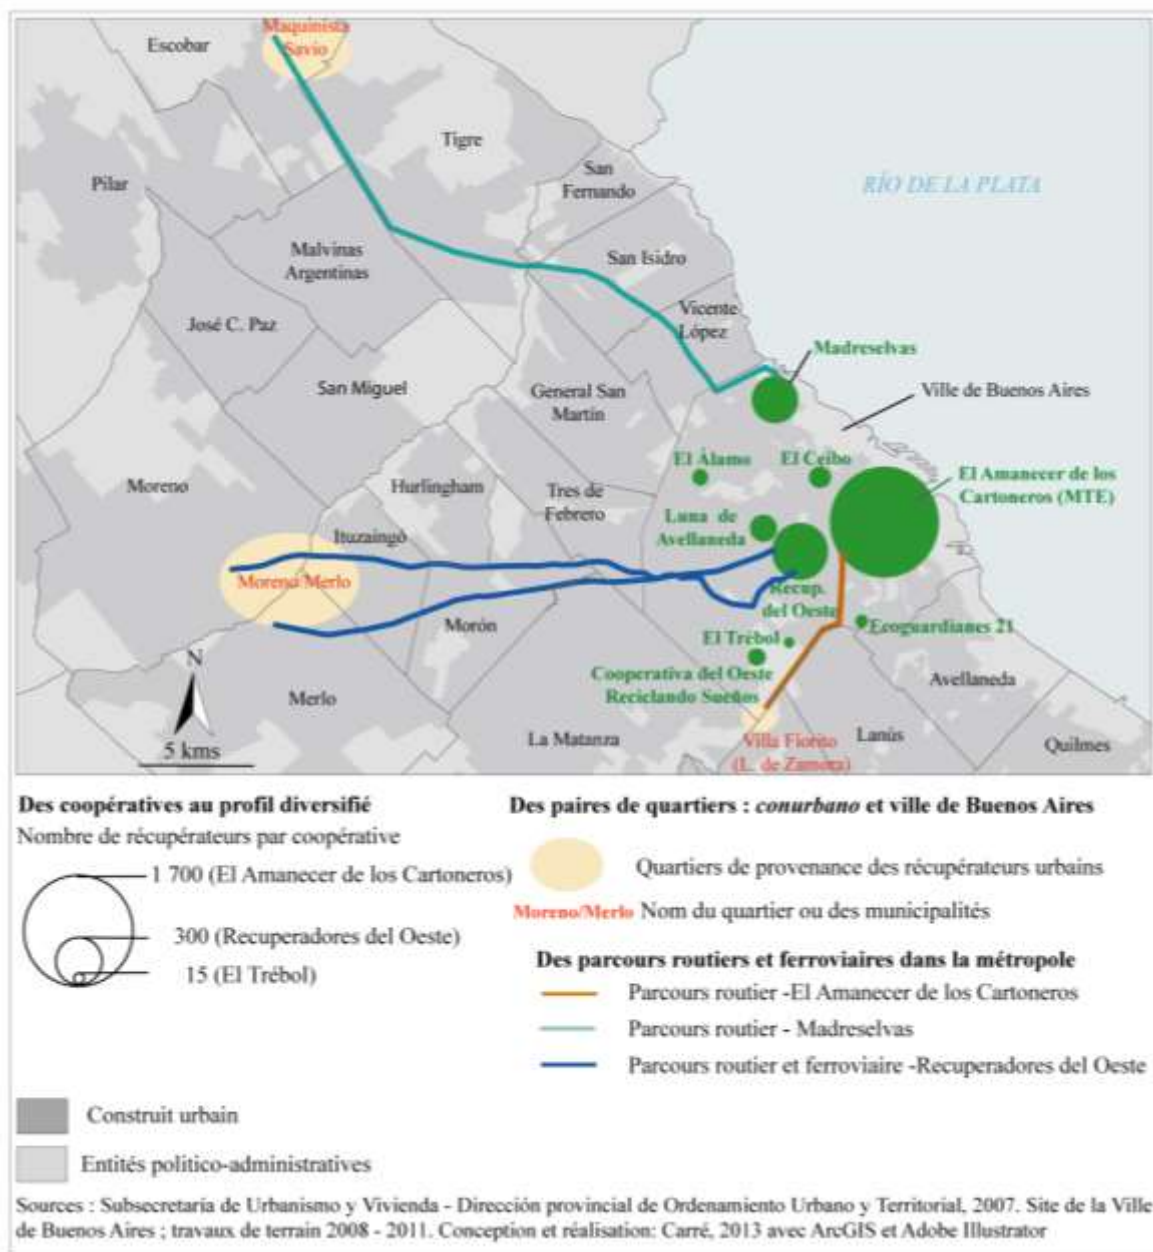 Maquinista
Savio
Escobar
Tigre
San
Fernando
Pilar
RÍO DE LA PLATA
Malvinas
Argentinas
San Isidro
Vicente
López
José C. Paz
Madreselvas
San Miguel
General San
Martín
Ville de Buenos Aires
El Álamo
El Ceibo
El Amanecer de los
Cartoneros (MTE)
Moreno
Hurlingham
Tres de
Febrero
Luna de
Avellaneda
Ituzaingó
Moreno/Merlo
Recup.
del Oeste
Morón
Ecoguardianes 21
El Trébol
N
Cooperativa del Oeste
Reciclando Sueños
Avellaneda
Merlo
La Matanza
Villa Fiorito
(L. de Zamora)
Lanús
Quilmes
5 kms
Des coopératives au profil diversifié
Nombre de récupérateurs par coopérative
1 700 (El Amanecer de los Cartoneros)
300 (Recuperadores del Oeste)
15 (El Trébol)
Des paires de quartiers : conurbano et ville de Buenos Aires
Quartiers de provenance des récupérateurs urbains
Moreno/Merlo Nom du quartier ou des municipalités
Des parcours routiers et ferroviaires dans la métropole
Parcours routier -El Amanecer de los Cartoneros
Parcours routier - Madreselvas
Parcours routier et ferroviaire -Recuperadores del Oeste
Construit urbain
Entités politico-administratives
Sources : Subsecretaría de Urbanismo y Vivienda - Dirección provincial de Ordenamiento Urbano y Territorial, 2007. Site de la Ville
de Buenos Aires ; travaux de terrain 2008 - 2011. Conception et réalisation: Carré, 2013 avec ArcGIS et Adobe Illustrator